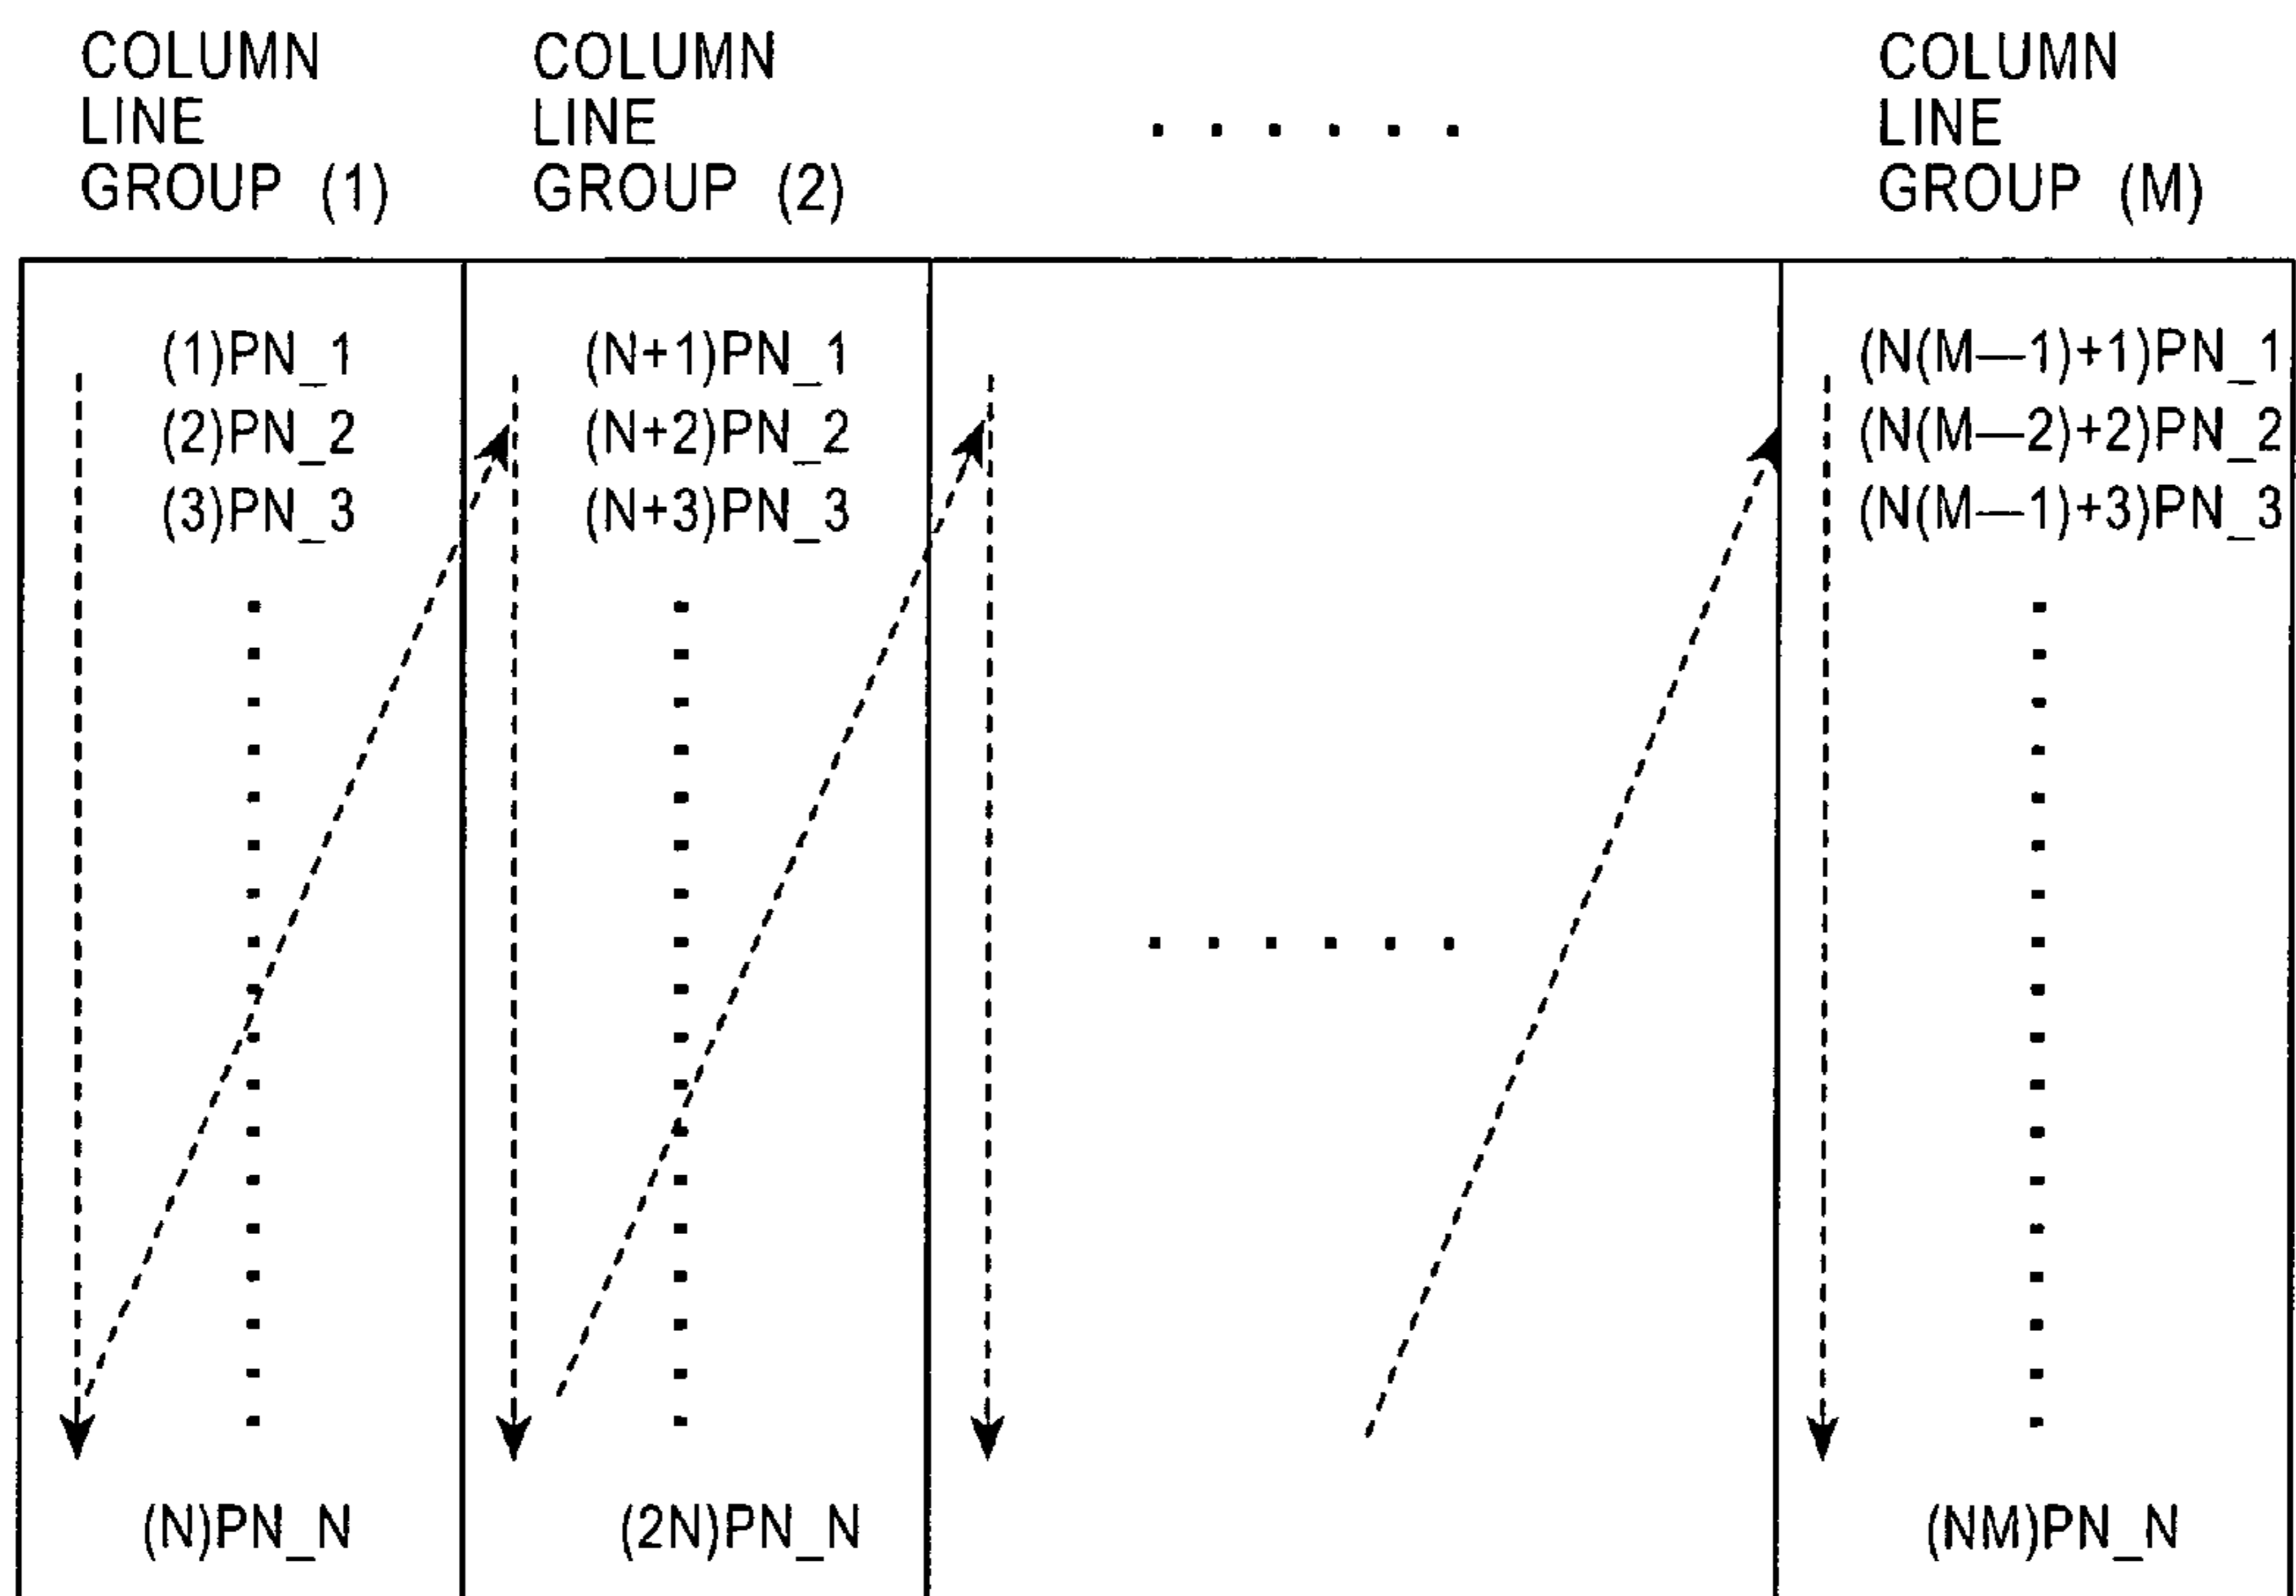 COLUMN
LINE
GROUP (1)
COLUMN
LINE
GROUP (2)
......
COLUMN
LINE
GROUP (M)
(1)PN_1
(2)PN_2
(3)PN_3
(N)PN_N
(N+1)PN_1
(N+2)PN_2
(N+3)PN_3
(2N)PN_N
......
(N(M—1)+1)PN_1
(N(M—2)+2)PN_2
(N(M—1)+3)PN_3
(NM)PN_N